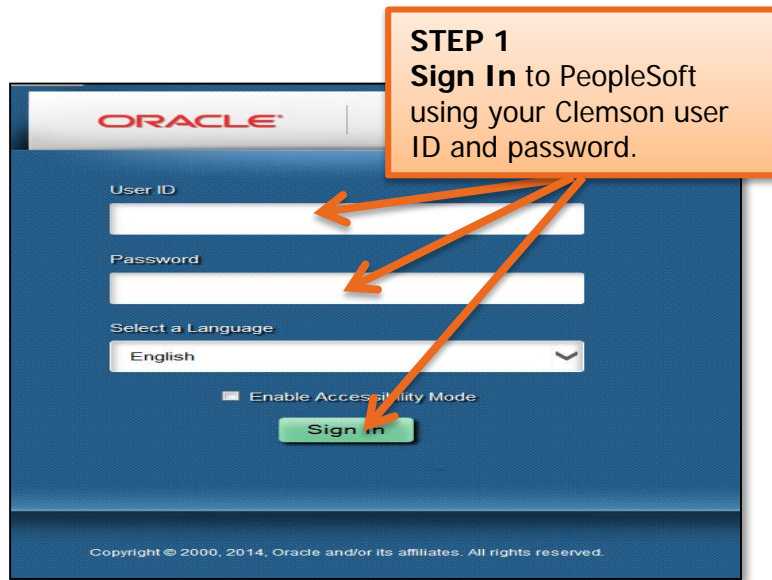 STEP 1
Sign In to PeopleSoft
using your Clemson user
ID and password.
ORACLE
User ID
Password
Select a Language
English
Enable Accessibility Mode
Sign In
Copyright © 2000, 2014, Oracle and/or its affiliates. All rights reserved.